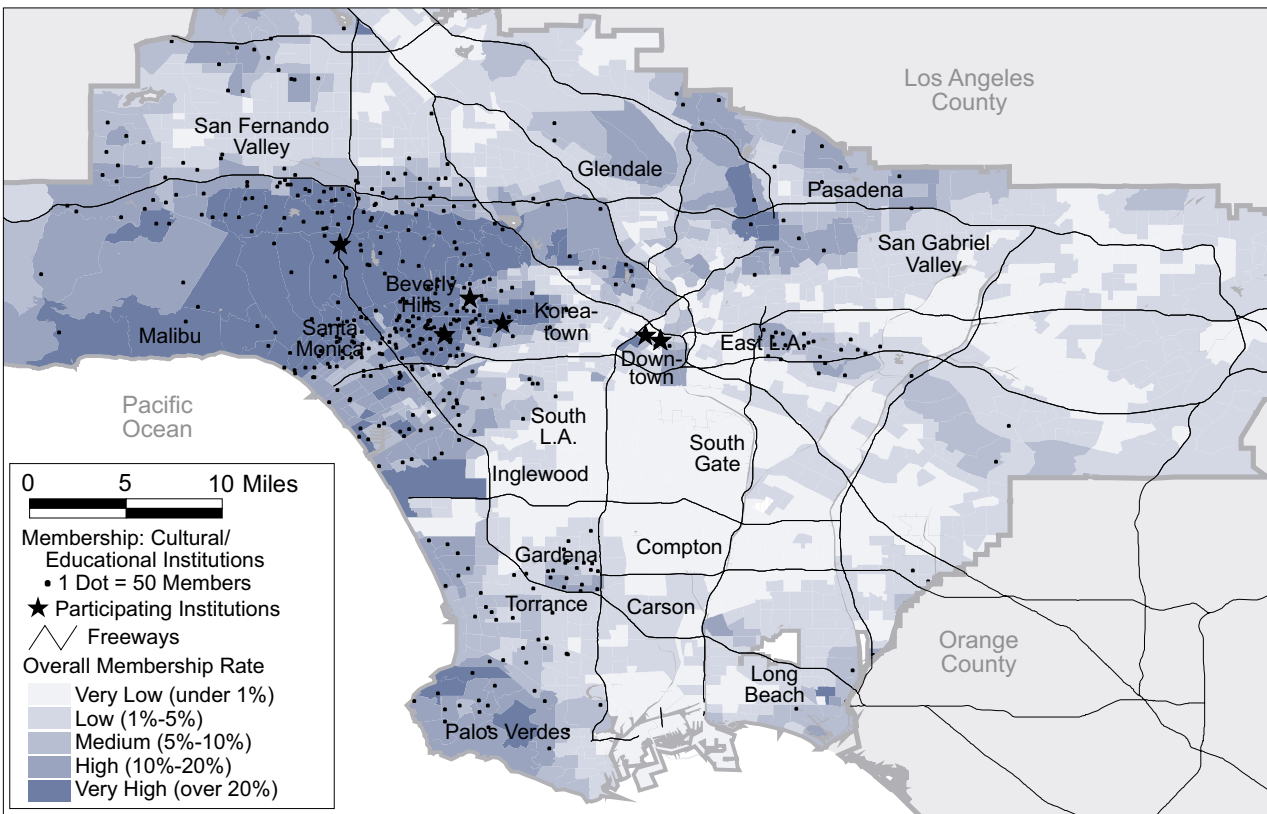 Los Angeles
County
San Fernando
Valley
Glendale
Pasadena
San Gabriel
Valley
Beverly
Hills
Korea-
town
Malibu
Santa
Monica
East L.A.
Down-
town
Pacific
Ocean
South
L.A.
South
Gate
Inglewood
0 5 10 Miles
Membership: Cultural/
Educational Institutions
1 Dot = 50 Members
Participating Institutions
Freeways
Overall Membership Rate
Very Low (under 1%)
Low (1%-5%)
Medium (5%-10%)
High (10%-20%)
Very High (over 20%)
Gardena
Compton
Torrance
Carson
Orange
County
Long
Beach
Palos Verdes